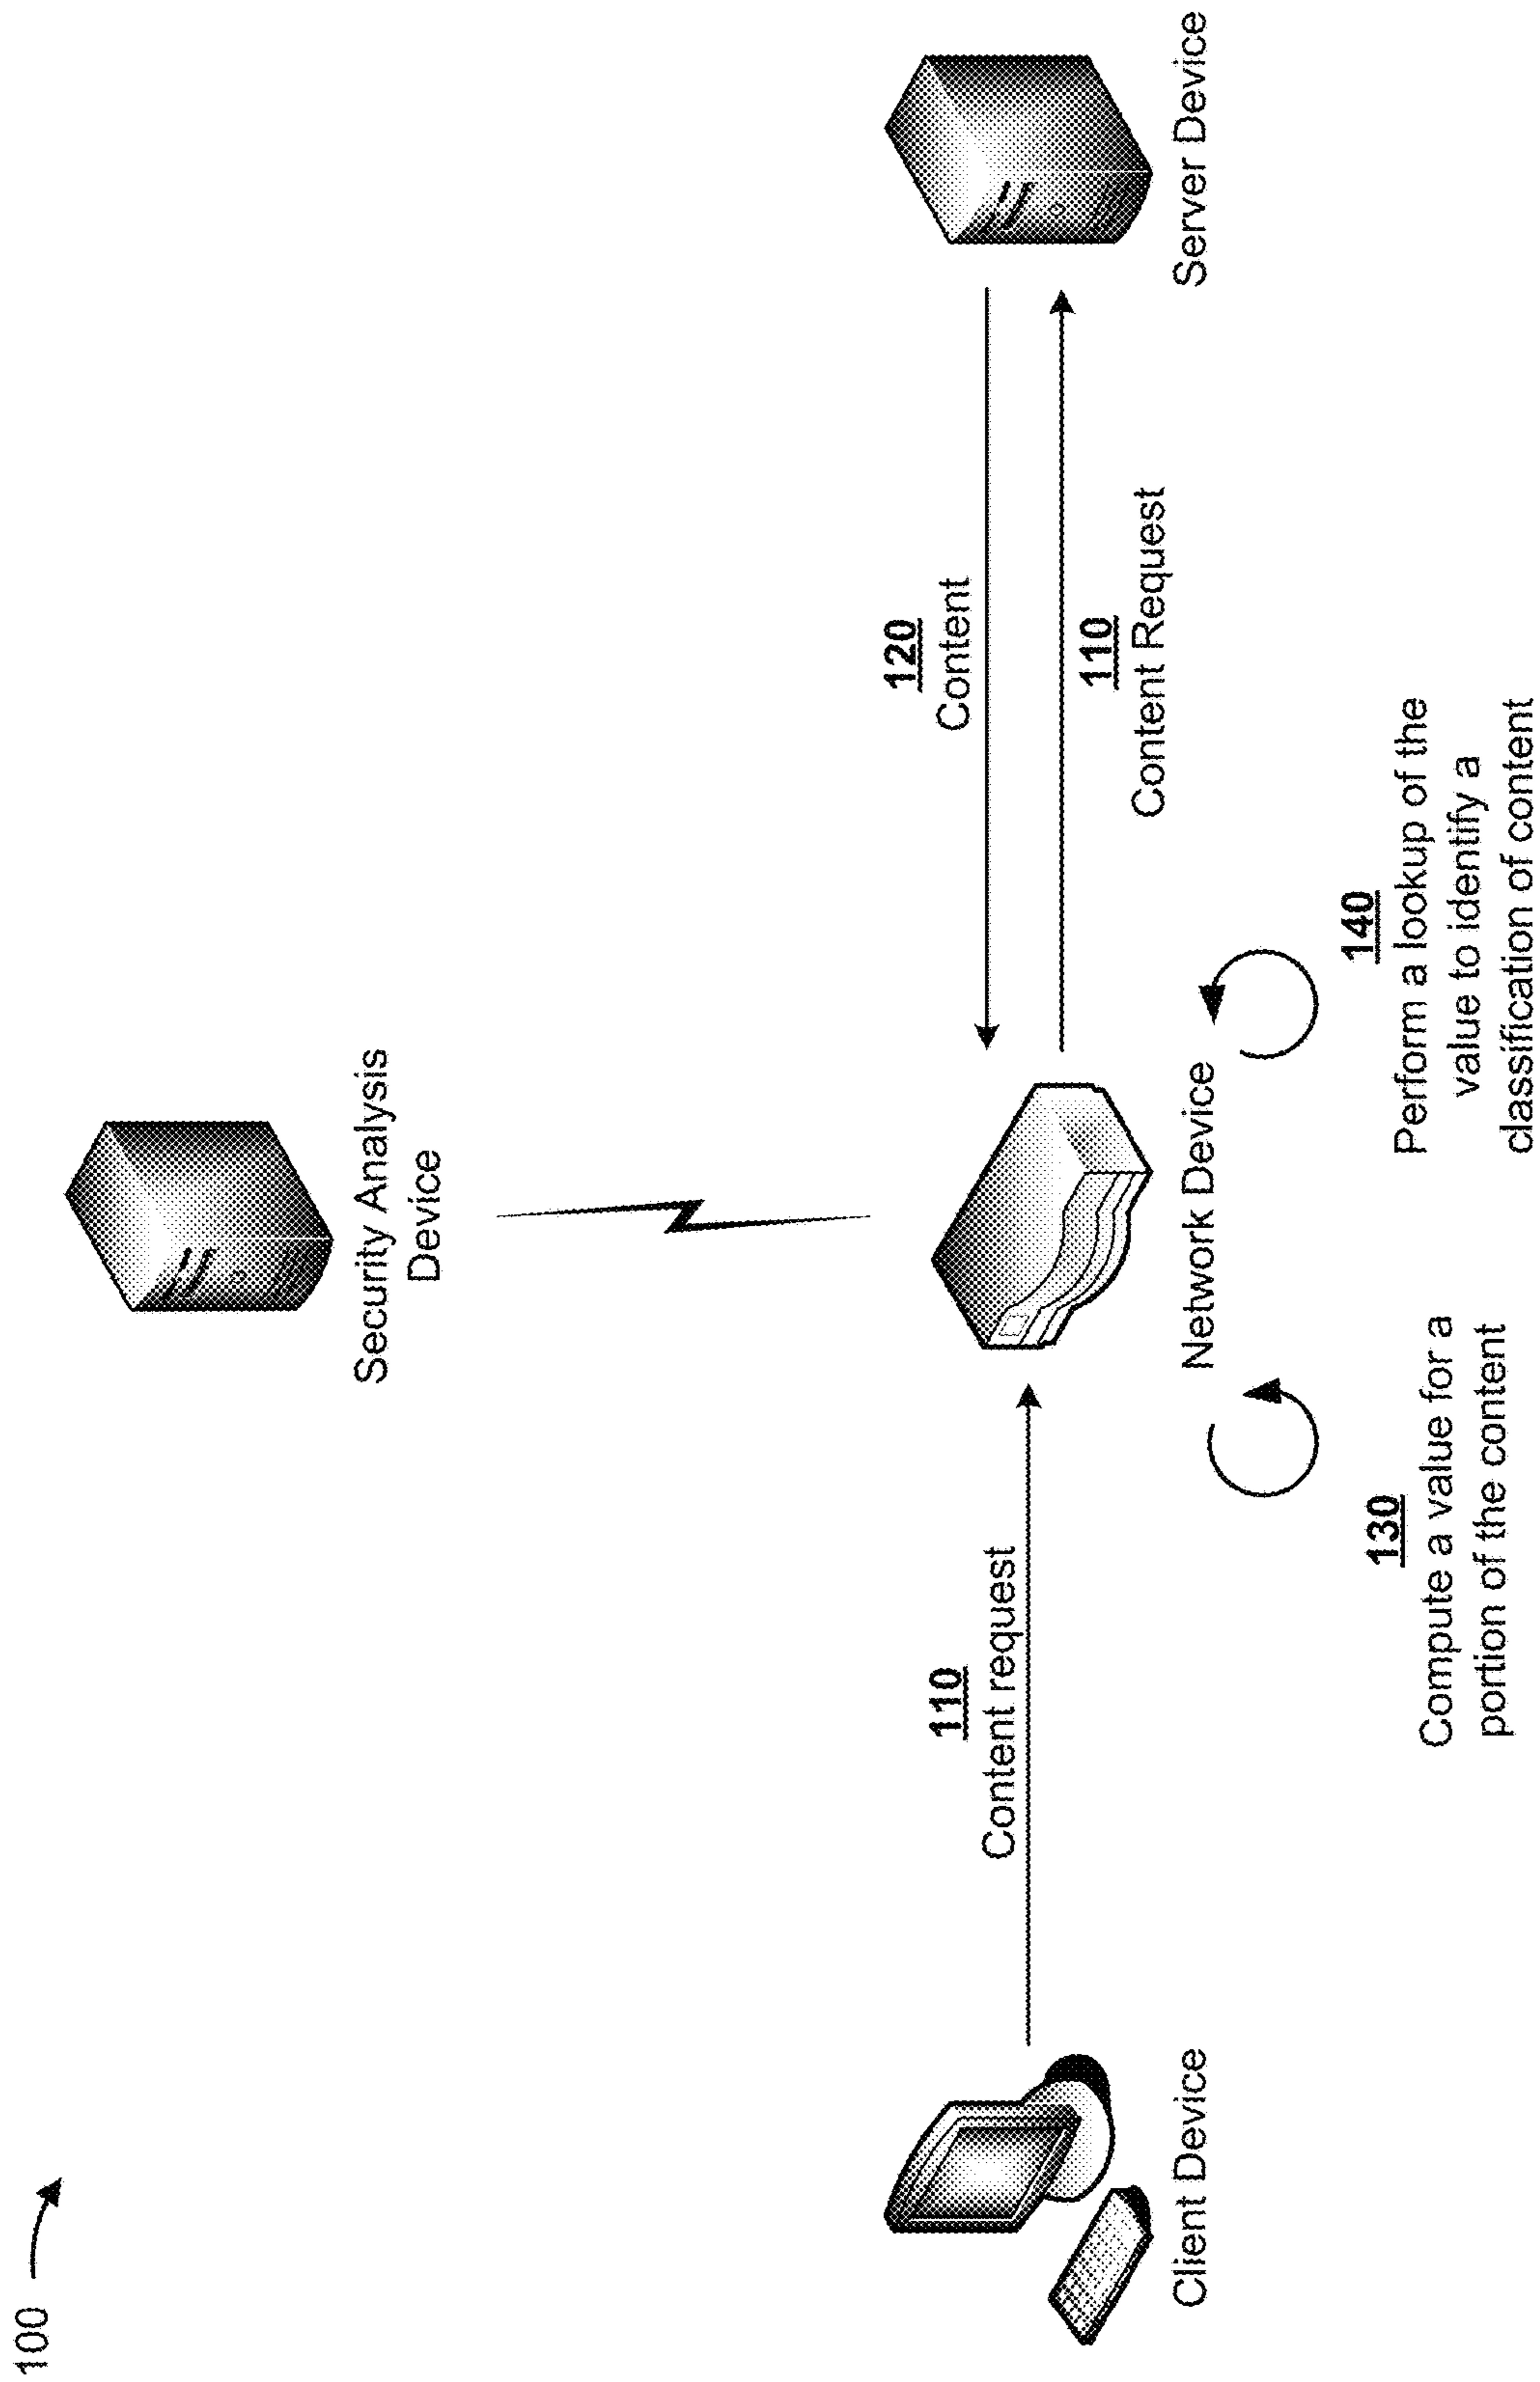 100
Security Analysis
Device
110
Content request
120
Content
110
Content Request
Client Device
Network Device
Server Device
130
Compute a value for a
portion of the content
140
Perform a lookup of the
value to identify a
classification of content